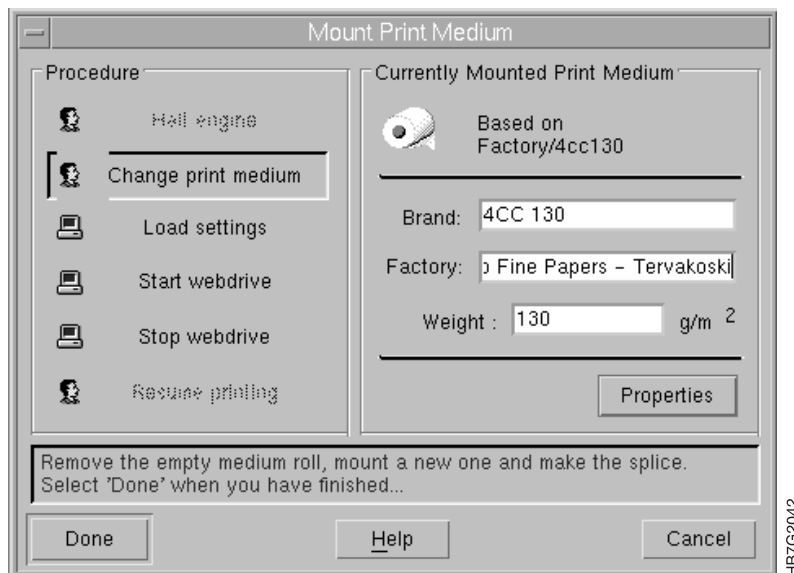 Mount Print Medium
Procedure
Halt engine
Change print medium
Load settings
Start webdrive
Stop webdrive
Resume printing
Currently Mounted Print Medium
Based on
Factory/4cc130
Brand: 4CC 130
Factory: o Fine Papers – Tervakoski
Weight : 130 g/m 2
Properties
Remove the empty medium roll, mount a new one and make the splice.
Select 'Done' when you have finished...
Done
Help
Cancel